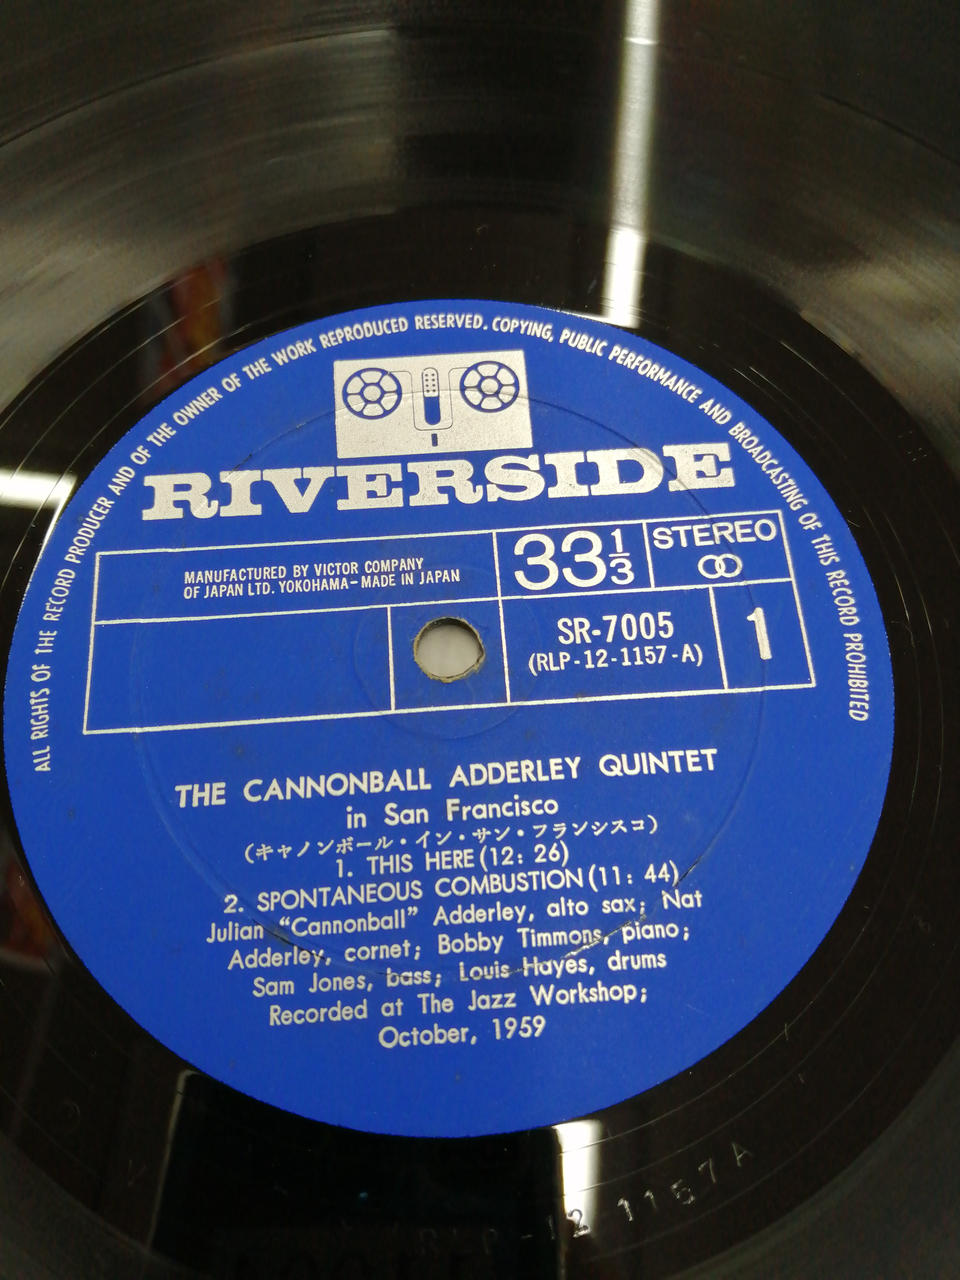 ALL RIGHTS OF THE RECORD PRODUCER AND OF THE OWNER OF THE WORK REPRODUCED RESERVED. COPYING, PUBLIC PERFORMANCE AND BROADCASTING OF THIS RECORD PROHIBITED
RIVERSIDE
MANUFACTURED BY VICTOR COMPANY
OF JAPAN LTD. YOKOHAMA-MADE IN JAPAN
33 1/3
STEREO
SR-7005
(RLP-12-1157-A)
1
THE CANNONBALL ADDERLEY QUINTET
in San Francisco
(キャノンボール・イン・サン・フランシスコ)
1. THIS HERE (12: 26)
2. SPONTANEOUS COMBUSTION (11: 44)
Julian “Cannonball” Adderley, alto sax; Nat
Adderley, cornet; Bobby Timmons, piano;
Sam Jones, bass; Louis Hayes, drums
Recorded at The Jazz Workshop;
October, 1959
RLP-12 1157 A